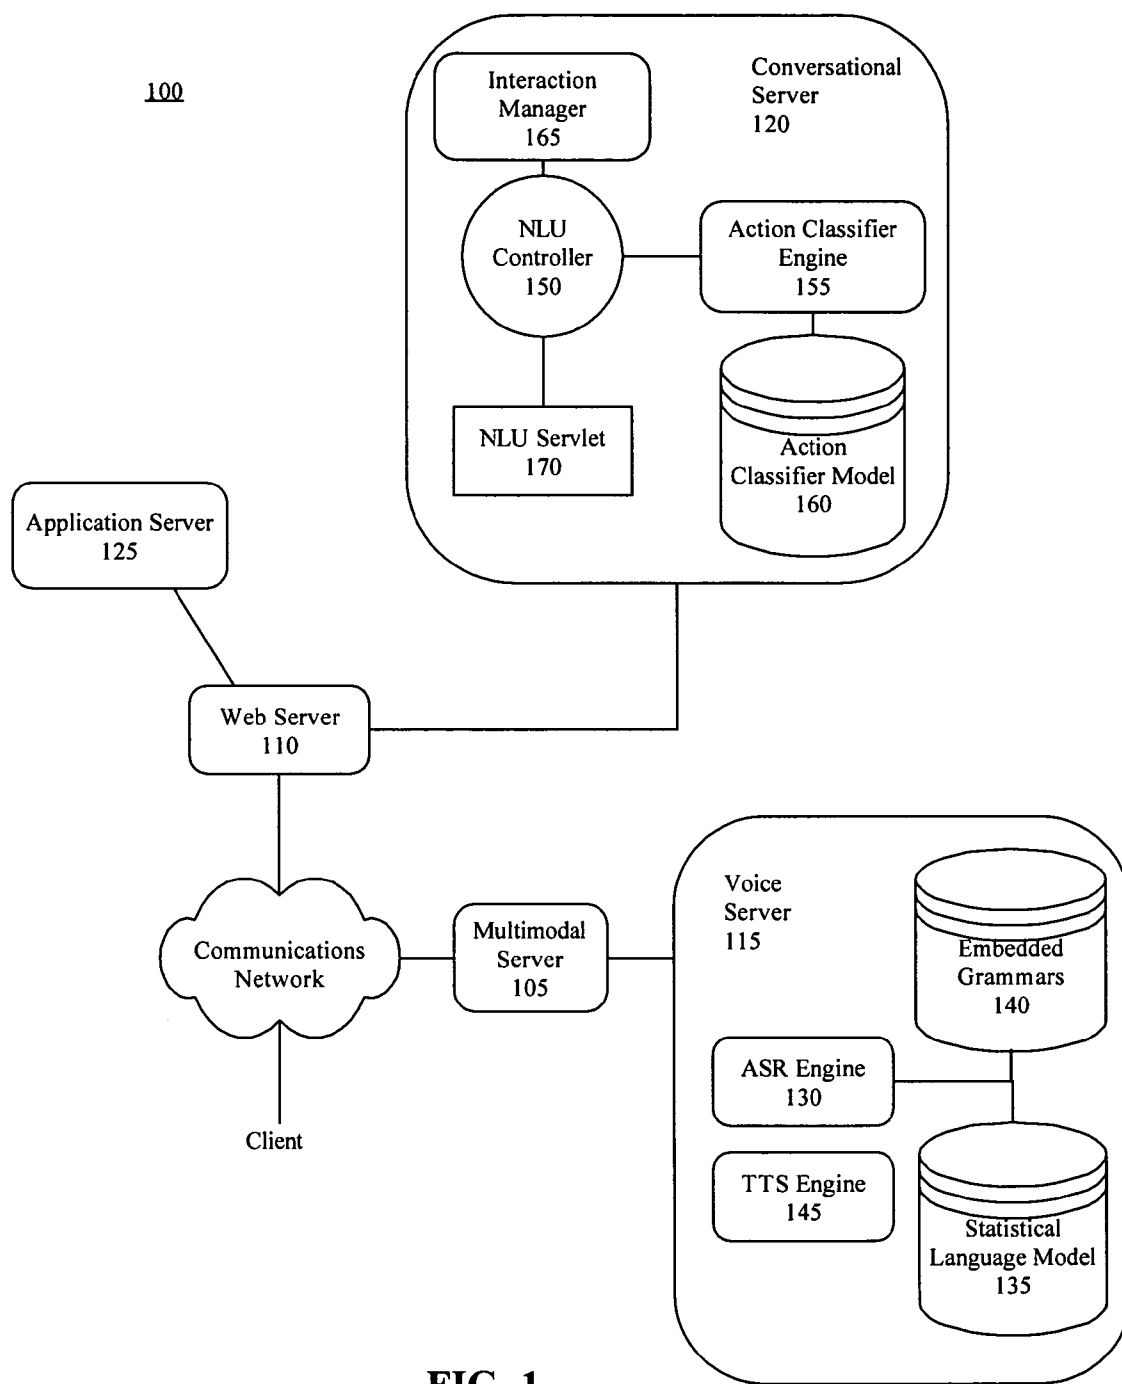 100
Interaction
Manager
165
Conversational
Server
120
NLU
Controller
150
Action Classifier
Engine
155
NLU Servlet
170
Action
Classifier Model
160
Application Server
125
Web Server
110
Communications
Network
Multimodal
Server
105
Client
Voice
Server
115
Embedded
Grammars
140
ASR Engine
130
TTS Engine
145
Statistical
Language Model
135
FIG. 1